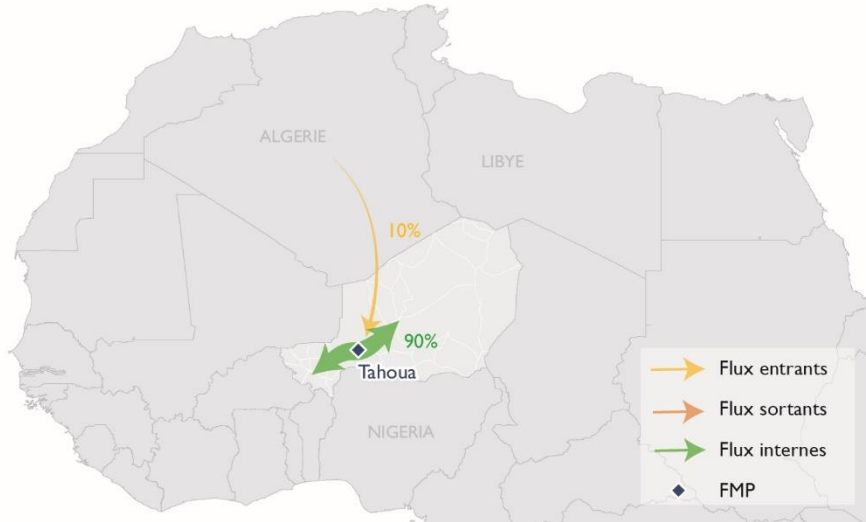 ALGERIE
LIBYE
10%
90%
Tahoua
NIGERIA
Flux entrants
Flux sortants
Flux internes
FMP